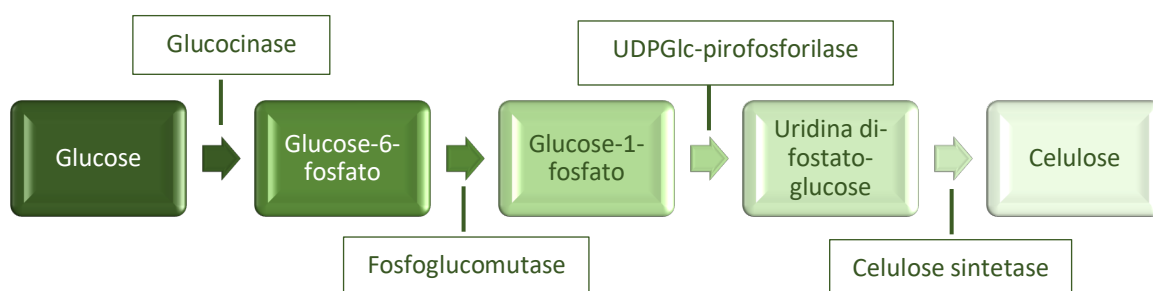 Glucocinase
UDPGlc-pirofosforilase
Glucose
Glucose-6-
fosfato
Glucose-1-
fosfato
Uridina di-
fostato-
glucose
Celulose
Fosfoglucomutase
Celulose sintetase